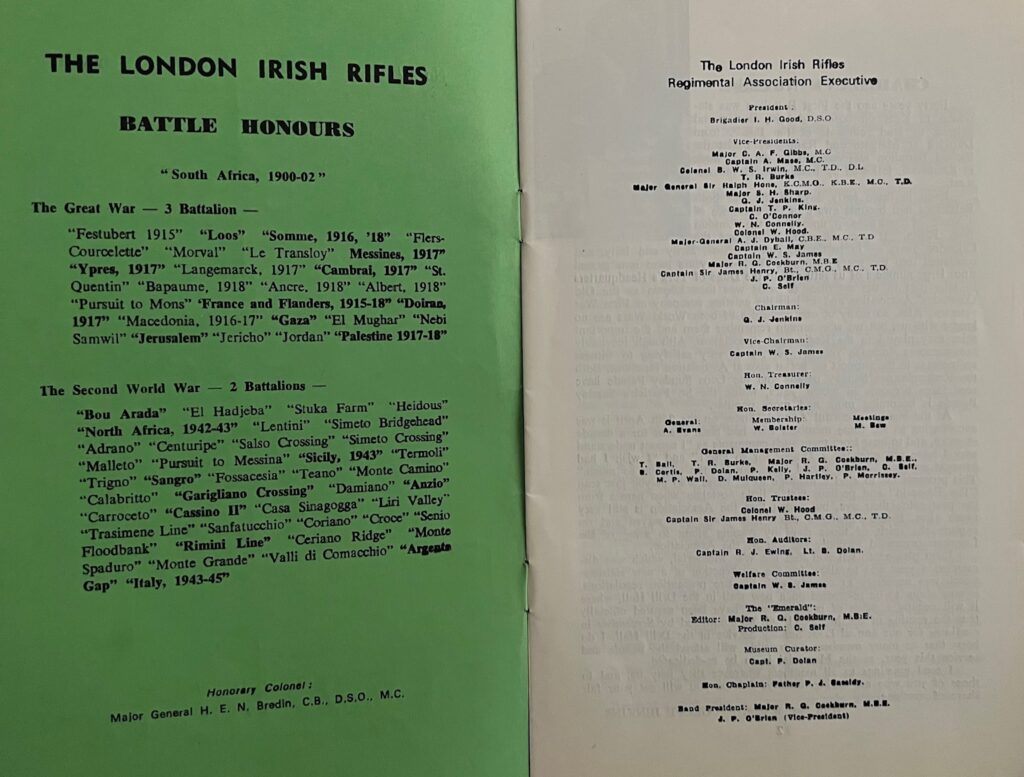 THE LONDON IRISH RIFLES
BATTLE HONOURS
"South Africa, 1900-02"
The Great War — 3 Battalion —
"Festubert 1915" "Loos" "Somme, 1916, '18" "Flers-
Courcelette" "Morval" "Le Transloy" Messines, 1917"
"Ypres, 1917" "Langemarck, 1917" "Cambrai, 1917" "St.
Quentin" "Bapaume, 1918" "Ancre, 1918" "Albert, 1918"
"Pursuit to Mons" 'France and Flanders, 1915-18" "Doiran,
1917" "Macedonia, 1916-17" "Gaza" "El Mughar" "Nebi
Samwil" "Jerusalem" "Jericho" "Jordan" "Palestine 1917-18"
The Second World War — 2 Battalions —
"Bou Arada" "El Hadjeba" "Stuka Farm" "Heidous"
"North Africa, 1942-43" "Lentini" "Simeto Bridgehead"
"Adrano" "Centuripe" "Salso Crossing" "Simeto Crossing"
"Malleto" "Pursuit to Messina" "Sicily, 1943" "Termoli"
"Trigno" "Sangro" "Fossacesia" "Teano" "Monte Camino"
"Calabritto" "Garigliano Crossing" "Damiano" "Anzio"
"Carroceto" "Cassino II" "Casa Sinagogga" "Liri Valley"
"Trasimene Line" "Sanfatucchio" "Coriano" "Croce" "Senio
Floodbank" "Rimini Line" "Ceriano Ridge" "Monte
Spaduro" "Monte Grande" "Valli di Comacchio" "Argenta
Gap" "Italy, 1943-45"
Honorary Colonel:
Major General H. E. N. Bredin, C.B., D.S.O., M.C.
The London Irish Rifles
Regimental Association Executive
President:
Brigadier I. H. Good, D.S.O
Vice-Presidents:
Major C. A. F. Gibbs, M.C
Captain A. Mace, M.C.
Colonel B. W. S. Irwin, M.C., T.D., D.L
T. R. Burke
Major General Sir Ralph Hone, K.C.M.G., K.B.E., M.C., T.D.
Major S. H. Sharp.
G. J. Jenkins.
Captain T. P. King.
C. O'Connor
W. N. Connelly.
Colonel W. Hood.
Major-General A. J. Dyball, C.B.E., M.C., T.D
Captain E. May
Captain W. S. James
Major R. G. Cockburn, M.B.E
Captain Sir James Henry, Bt., C.M.G., M.C., T.D.
J. P. O'Brien
C. Self
Chairman:
G. J. Jenkins
Vice-Chairman:
Captain W. S. James
Hon. Treasurer:
W. N. Connelly
Hon. Secretaries:
General: Membership: Meetings
A. Evans W. Bolster M. Bew
General Management Committee::
T. Ball, T. R. Burke, Major R. G. Cockburn, M.B.E.,
B. Curtis, P. Dolan, P. Kelly, J. P. O'Brien, C. Self,
M. P. Wall, D. Mulqueen, P. Hartley, P. Morrissey.
Hon. Trustees:
Colonel W. Hood
Captain Sir James Henry Bt., C.M.G., M.C., T.D.
Hon. Auditors:
Captain R. J. Ewing, Lt. B. Dolan.
Welfare Committee:
Captain W. S. James
The "Emerald":
Editor: Major R. G. Cockburn, M.B.E.
Production: C. Self
Museum Curator:
Capt. P. Dolan
Hon. Chaplain: Father P. J. Cassidy.
Band President: Major R. G. Cockburn, M.B.E.
J. P. O'Brien (Vice-President)